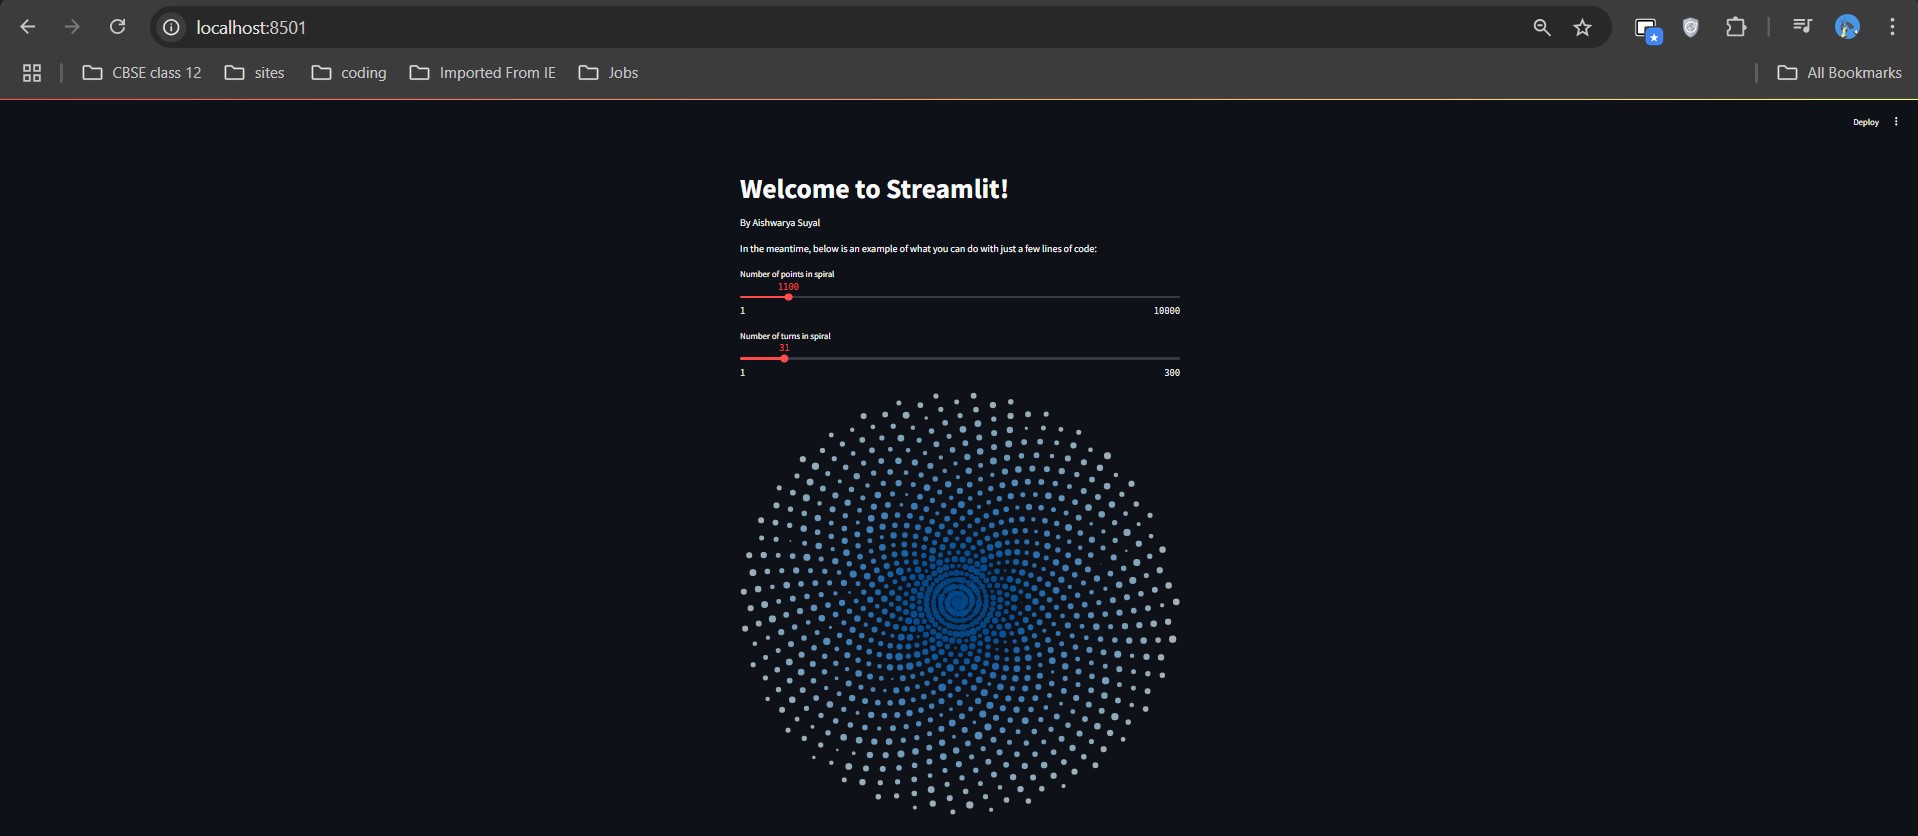 localhost:8501
CBSE class 12
sites
coding
Imported From IE
Jobs
All Bookmarks
Deploy
Welcome to Streamlit!
By Aishwarya Suyal
In the meantime, below is an example of what you can do with just a few lines of code:
Number of points in spiral
1100
1 10000
Number of turns in spiral
31
1 300